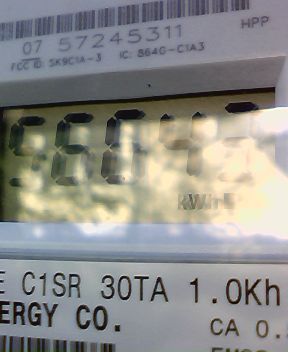 07 57245311
HPP
FCC ID: SK9C1A-3 IC: 864G-C1A3
56643
kWh
E C1SR 30TA 1.0Kh
ERGY CO.
CA 0.